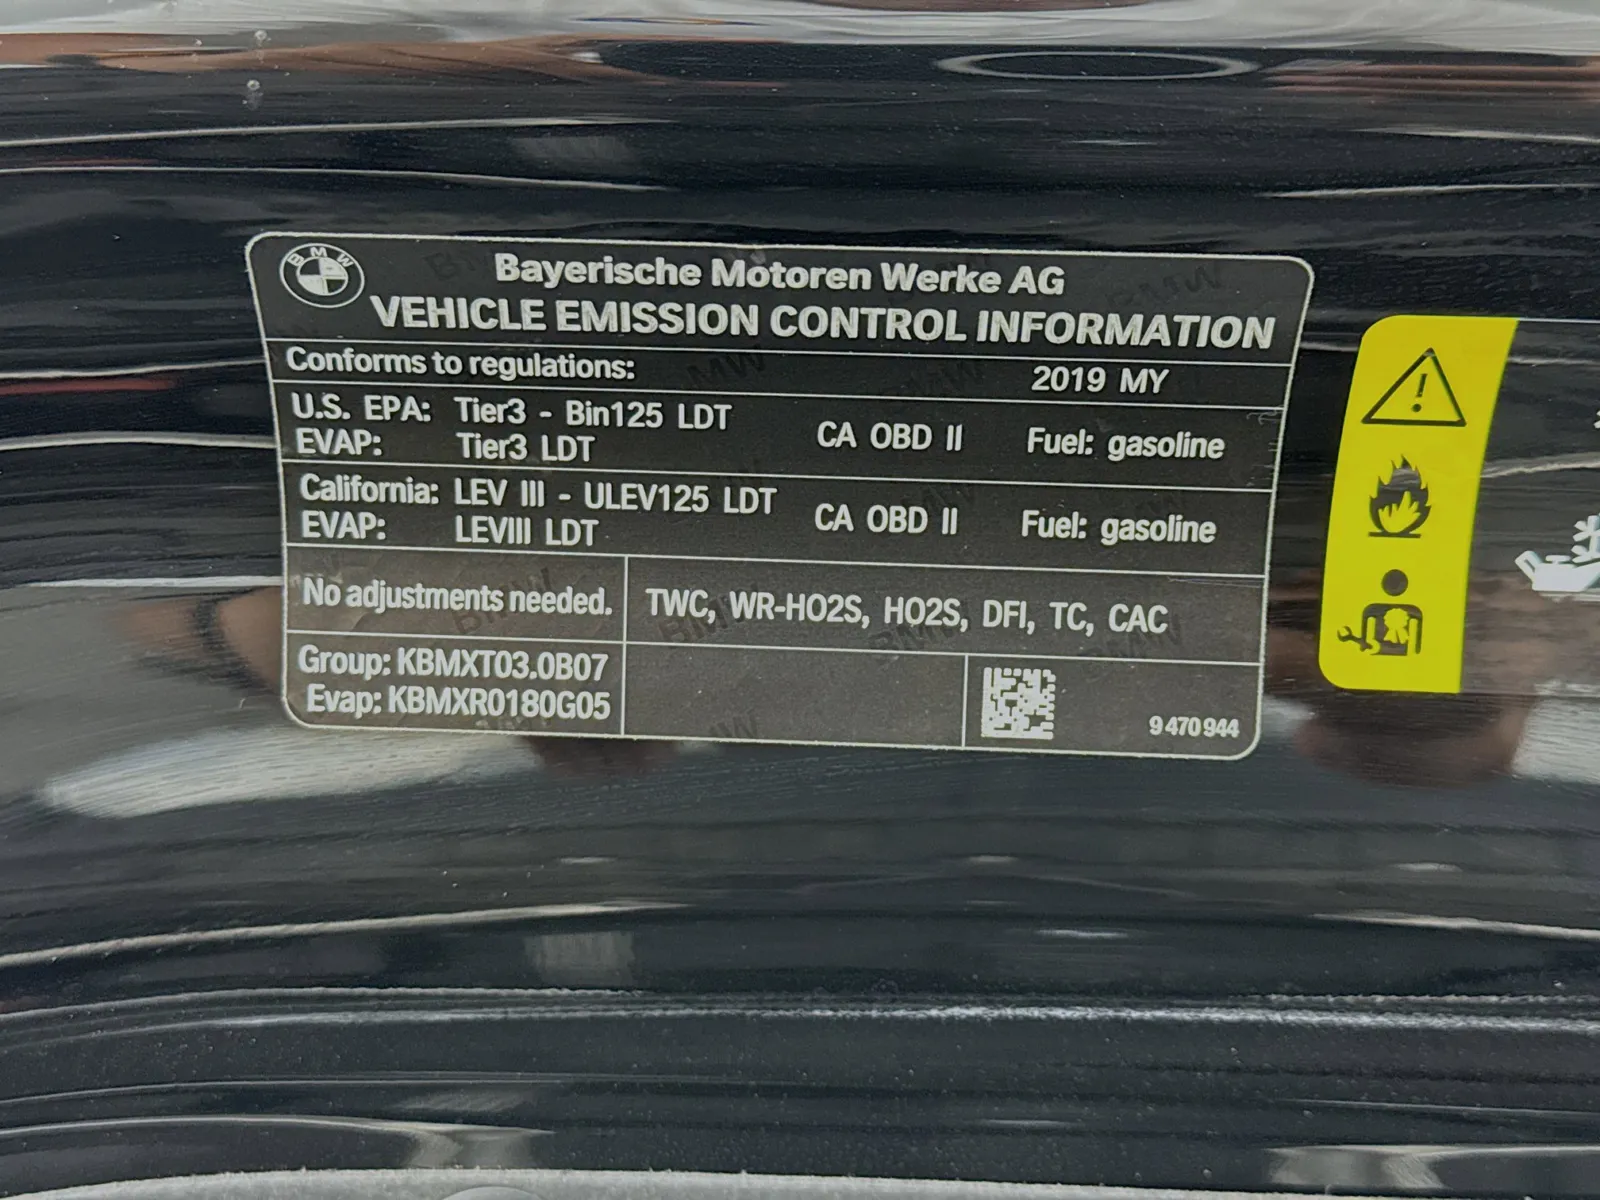 BMW
Bayerische Motoren Werke AG
VEHICLE EMISSION CONTROL INFORMATION
Conforms to regulations: 2019 MY
U.S. EPA: Tier3 - Bin125 LDT
EVAP: Tier3 LDT
CA OBD II Fuel: gasoline
California: LEV III - ULEV125 LDT
EVAP: LEVIII LDT
CA OBD II Fuel: gasoline
No adjustments needed.
TWC, WR-HO2S, HO2S, DFI, TC, CAC
Group: KBMXT03.0B07
Evap: KBMXR0180G05
9 470 944